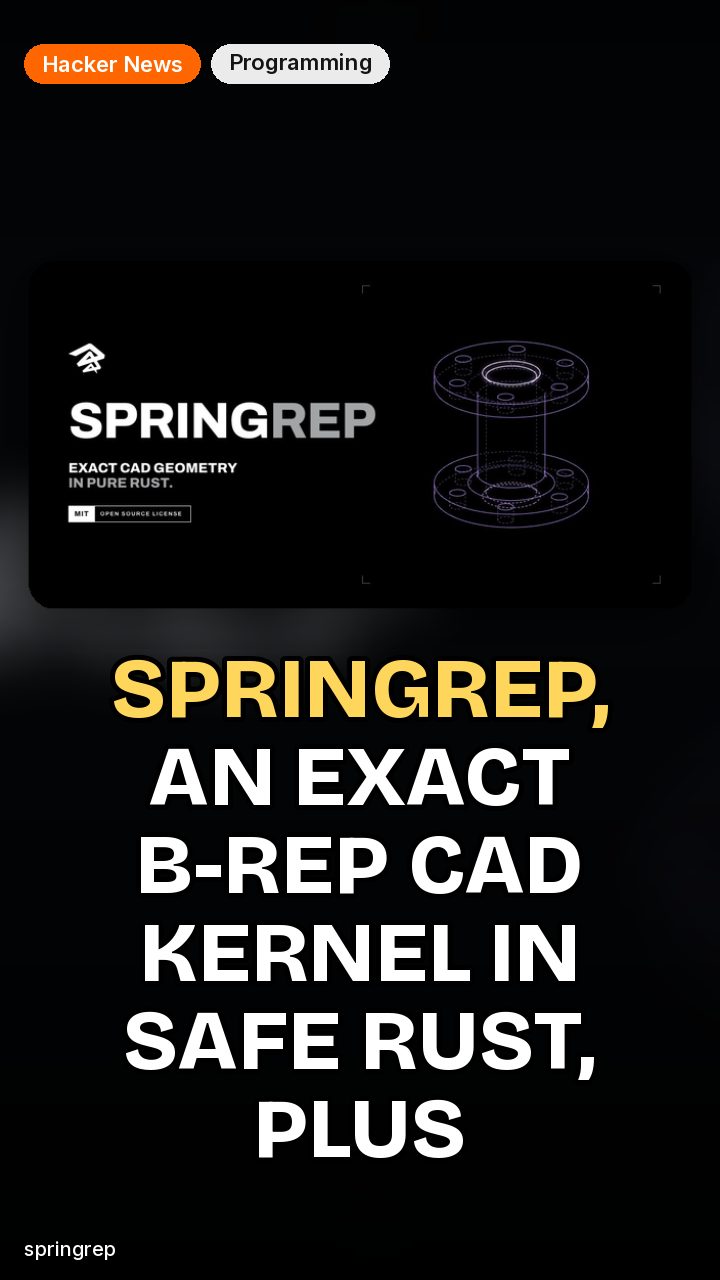 Hacker News
Programming
SPRINGREP
EXACT CAD GEOMETRY
IN PURE RUST.
MIT OPEN SOURCE LICENSE
SPRINGREP,
AN EXACT
B-REP CAD
KERNEL IN
SAFE RUST,
PLUS
springrep